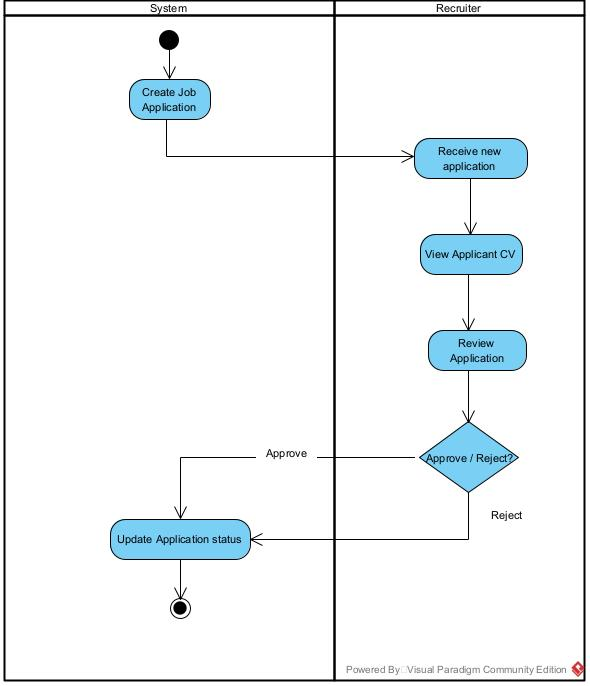 System
Recruiter
Create Job
Application
Receive new
application
View Applicant CV
Review
Application
Approve / Reject?
Approve
Reject
Update Application status
Powered By Visual Paradigm Community Edition